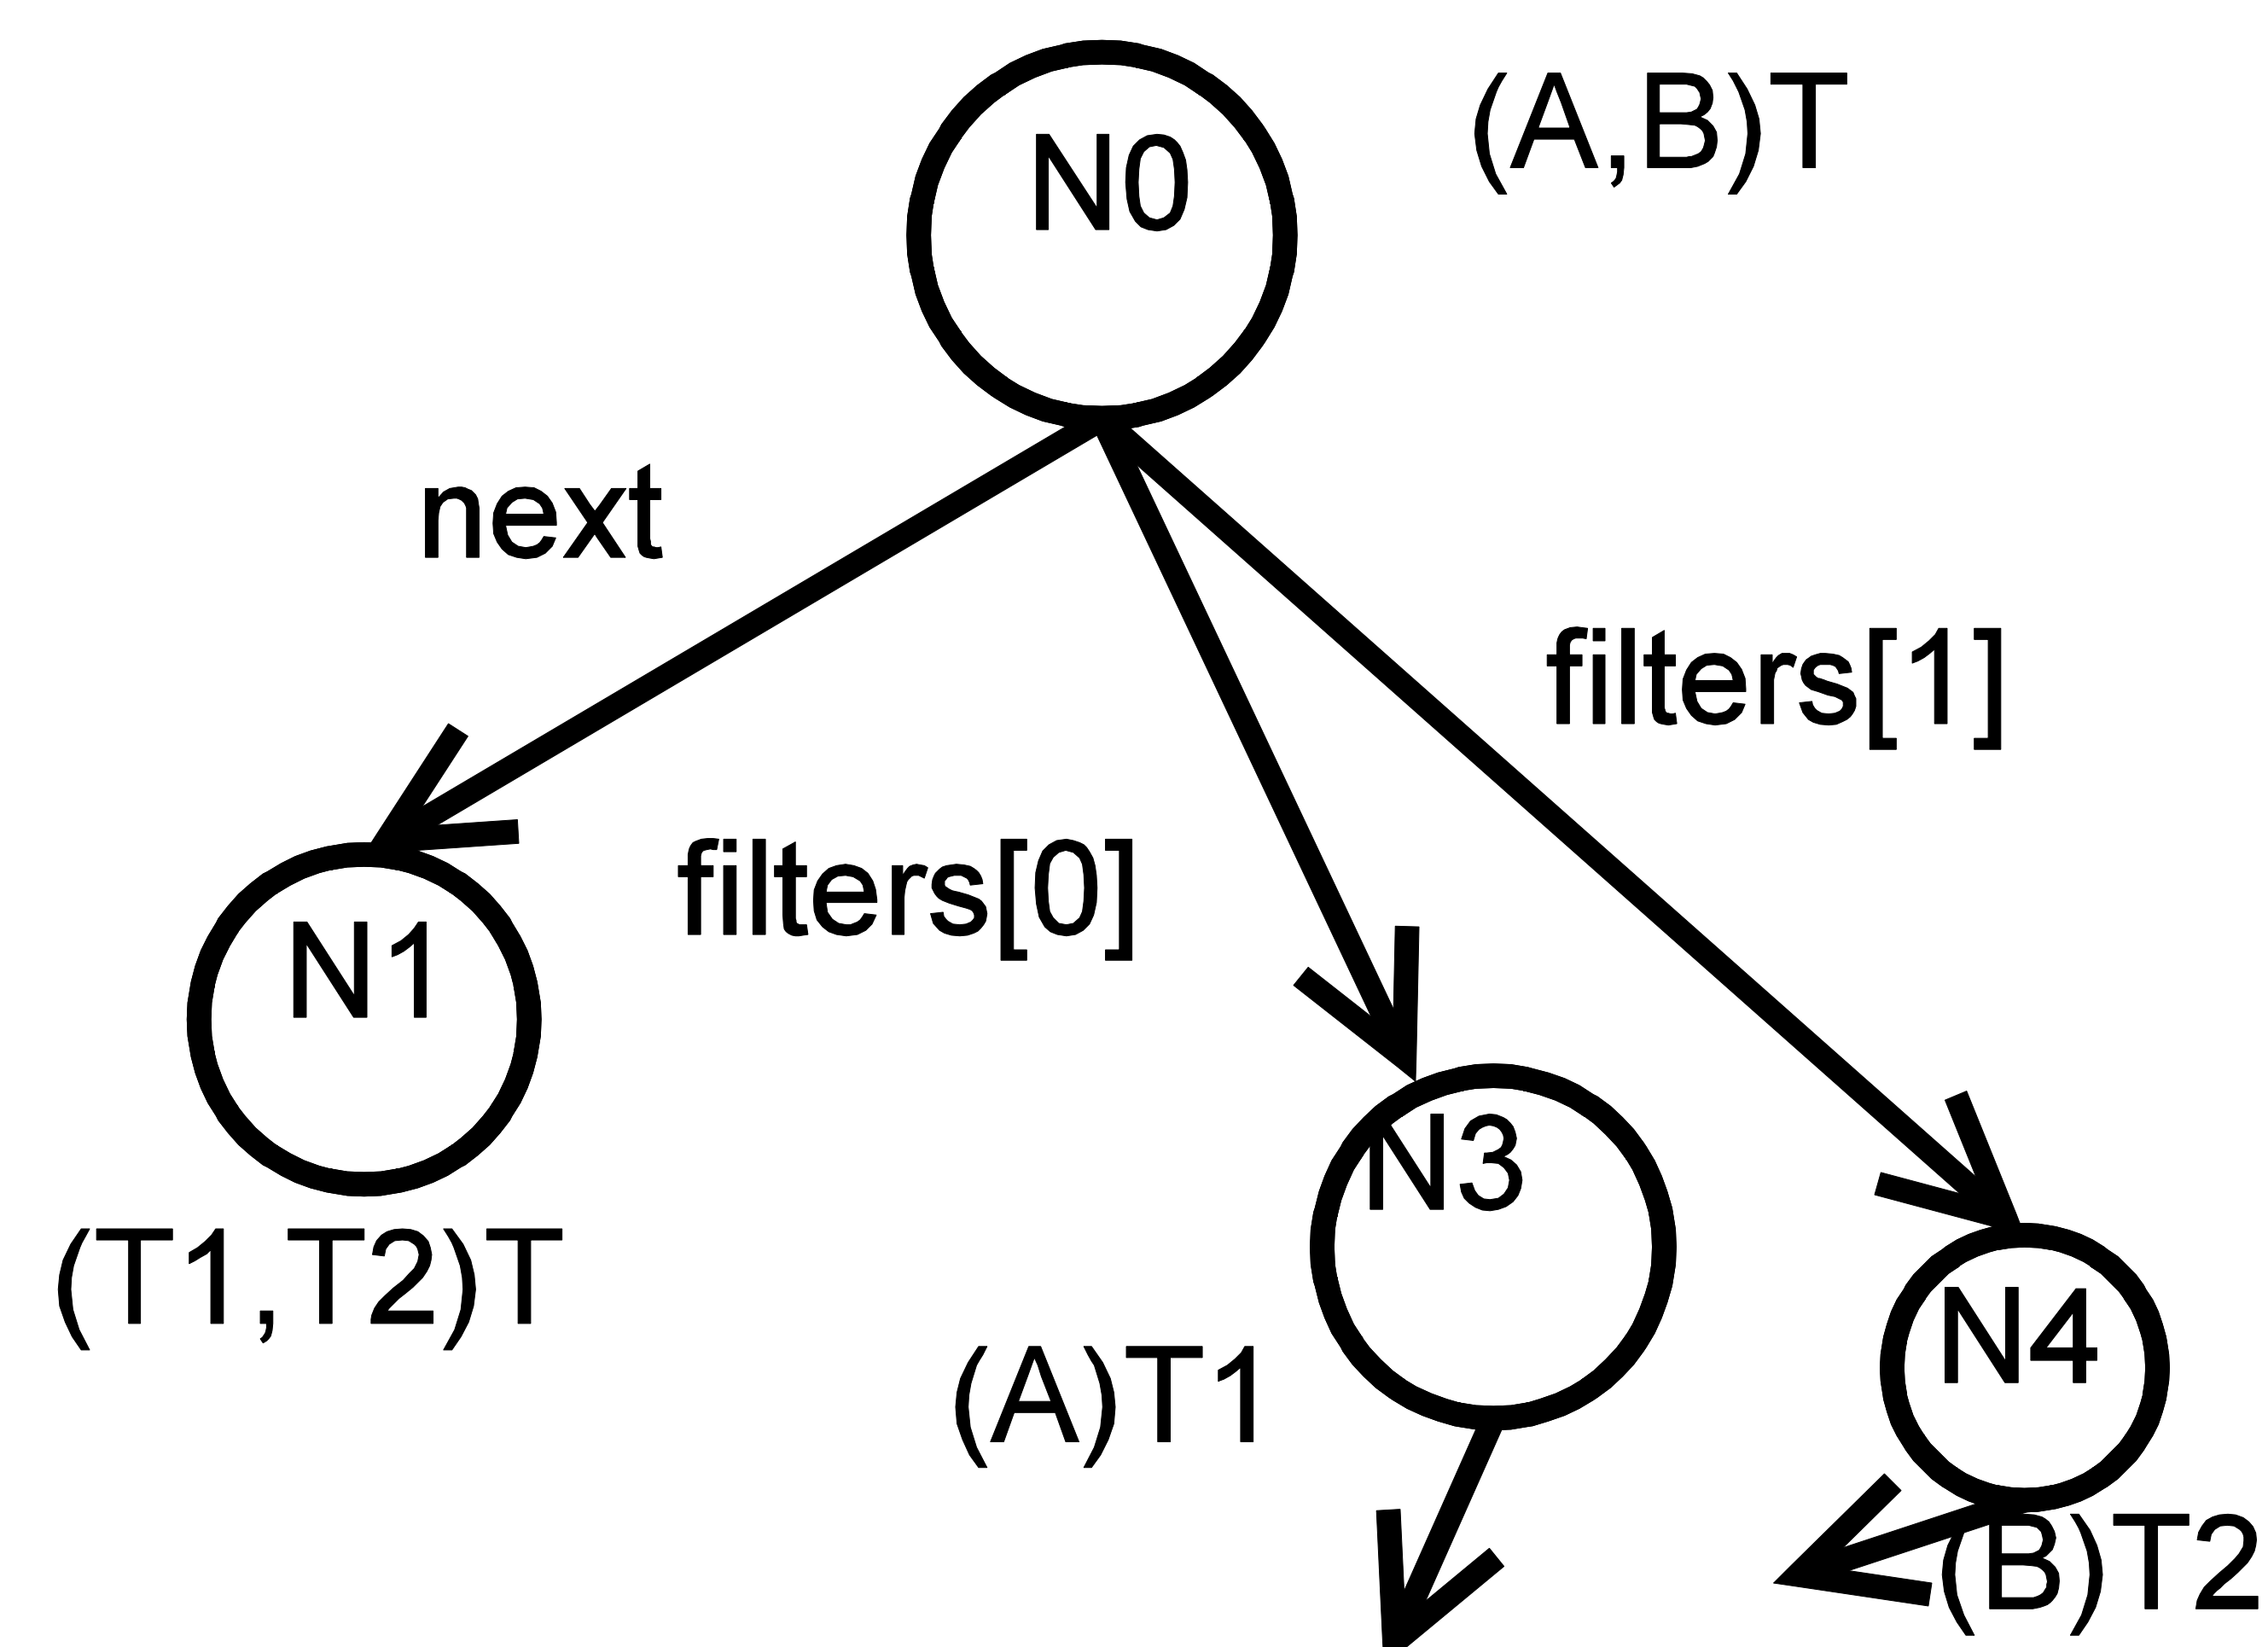 (A,B)T
N0
next
filters[1]
filters[0]
N1
N3
(T1,T2)T
N4
(A)T1
(B)T2